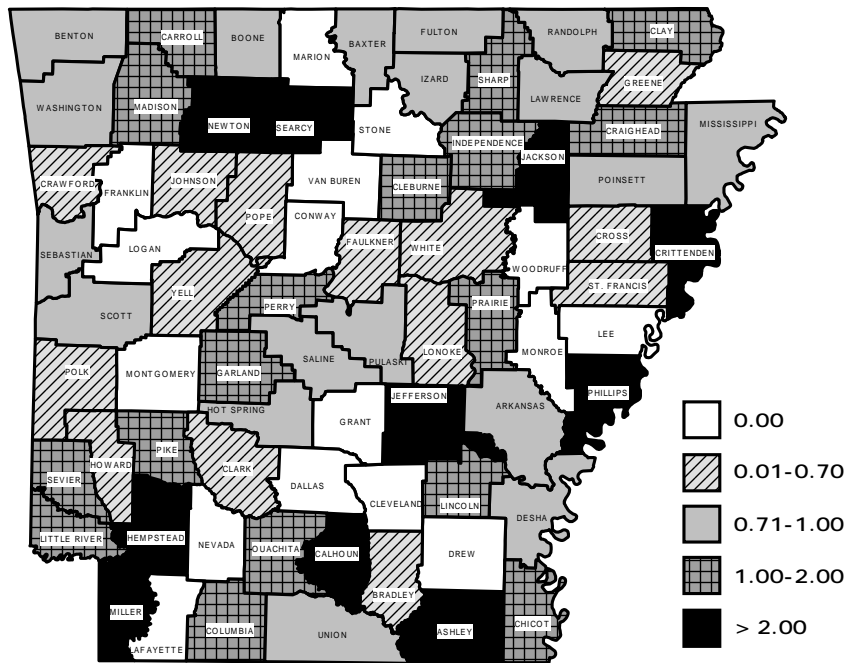 BENTON
CARROLL
BOONE
MARION
BAXTER
FULTON
RANDOLPH
CLAY
IZARD
SHARP
GREENE
WASHINGTON
MADISON
LAWRENCE
NEWTON
SEARCY
STONE
INDEPENDENCE
CRAIGHEAD
MISSISSIPPI
JACKSON
CRAWFORD
FRANKLIN
JOHNSON
VAN BUREN
CLEBURNE
POINSETT
POPE
CONWAY
LOGAN
FAULKNER
WHITE
CROSS
SEBASTIAN
CRITTENDEN
WOODRUFF
YELL
ST. FRANCIS
PERRY
PRAIRIE
SCOTT
LEE
SALINE
PULASKI
LONOKE
MONROE
POLK
MONTGOMERY
GARLAND
JEFFERSON
PHILLIPS
HOT SPRING
ARKANSAS
GRANT
PIKE
HOWARD
CLARK
SEVIER
DALLAS
CLEVELAND
LINCOLN
DESHA
LITTLE RIVER
HEMPSTEAD
NEVADA
OUACHITA
CALHOUN
DREW
BRADLEY
MILLER
LAFAYETTE
COLUMBIA
UNION
ASHLEY
CHICOT
0.00
0.01-0.70
0.71-1.00
1.00-2.00
> 2.00